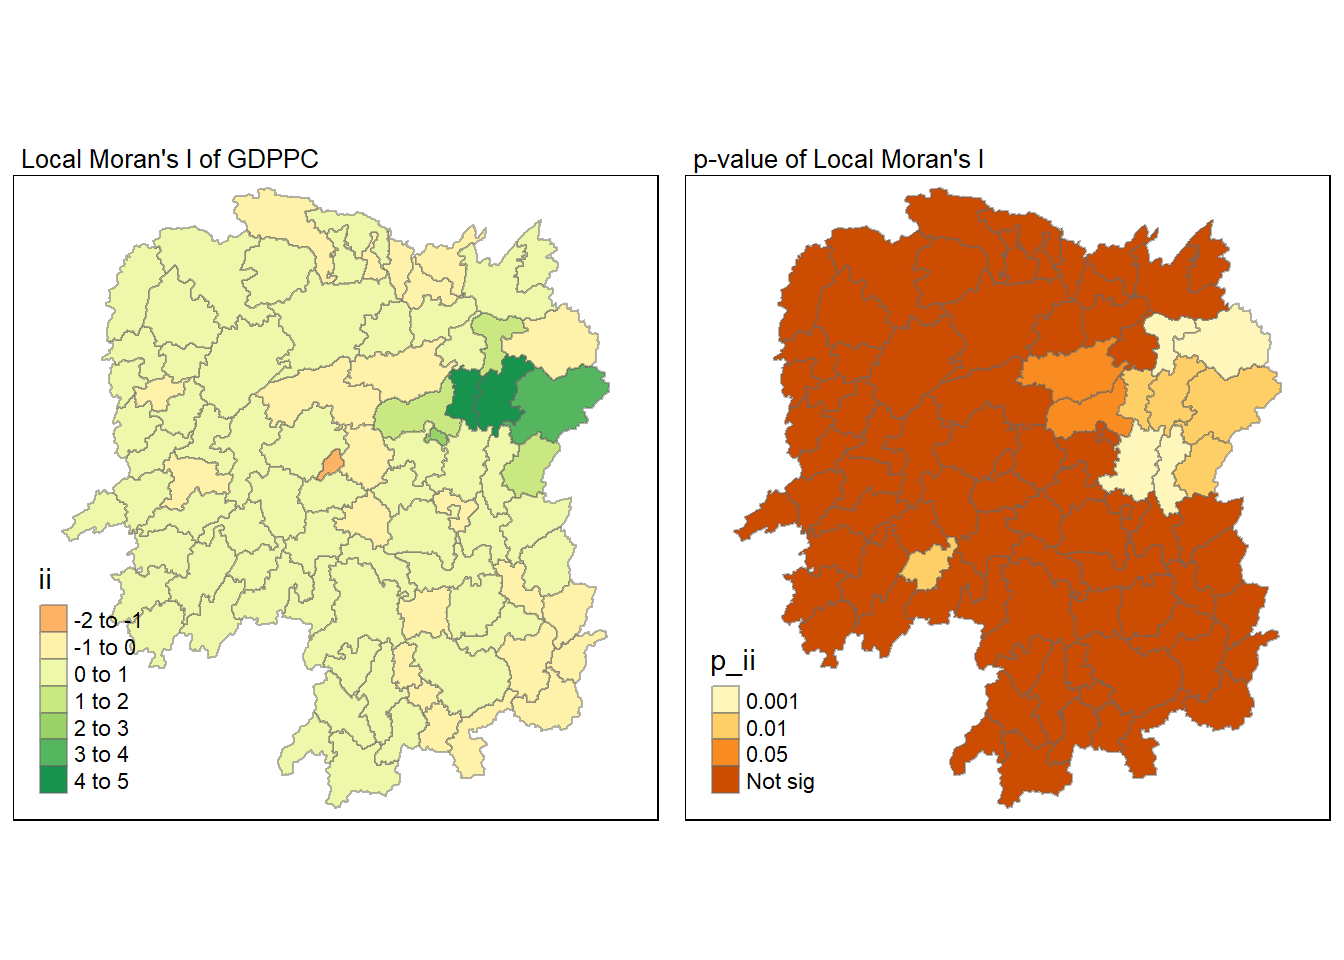 Local Moran's I of GDPPC
ii
-2 to -1
-1 to 0
0 to 1
1 to 2
2 to 3
3 to 4
4 to 5
p-value of Local Moran's I
p_ii
0.001
0.01
0.05
Not sig